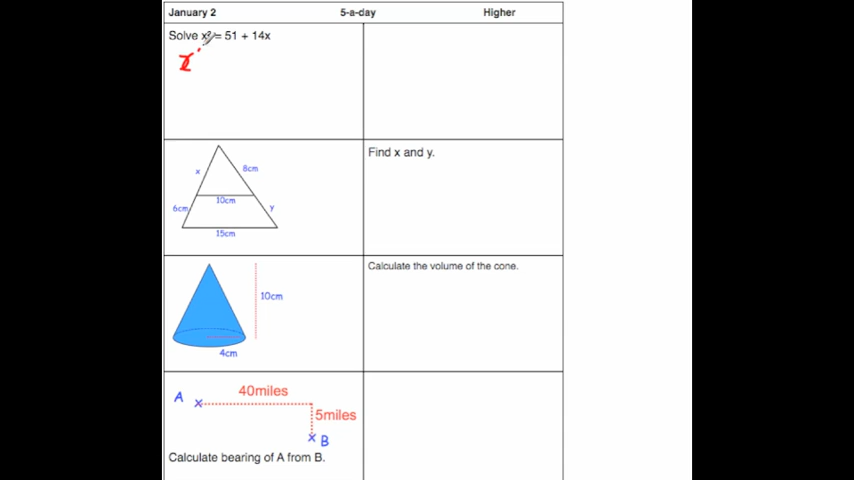 January 2 5-a-day Higher
Solve x² = 51 + 14x
x
x 8cm
10cm
6cm y
15cm
Find x and y.
10cm
4cm
Calculate the volume of the cone.
A x 40miles
5miles
x B
Calculate bearing of A from B.